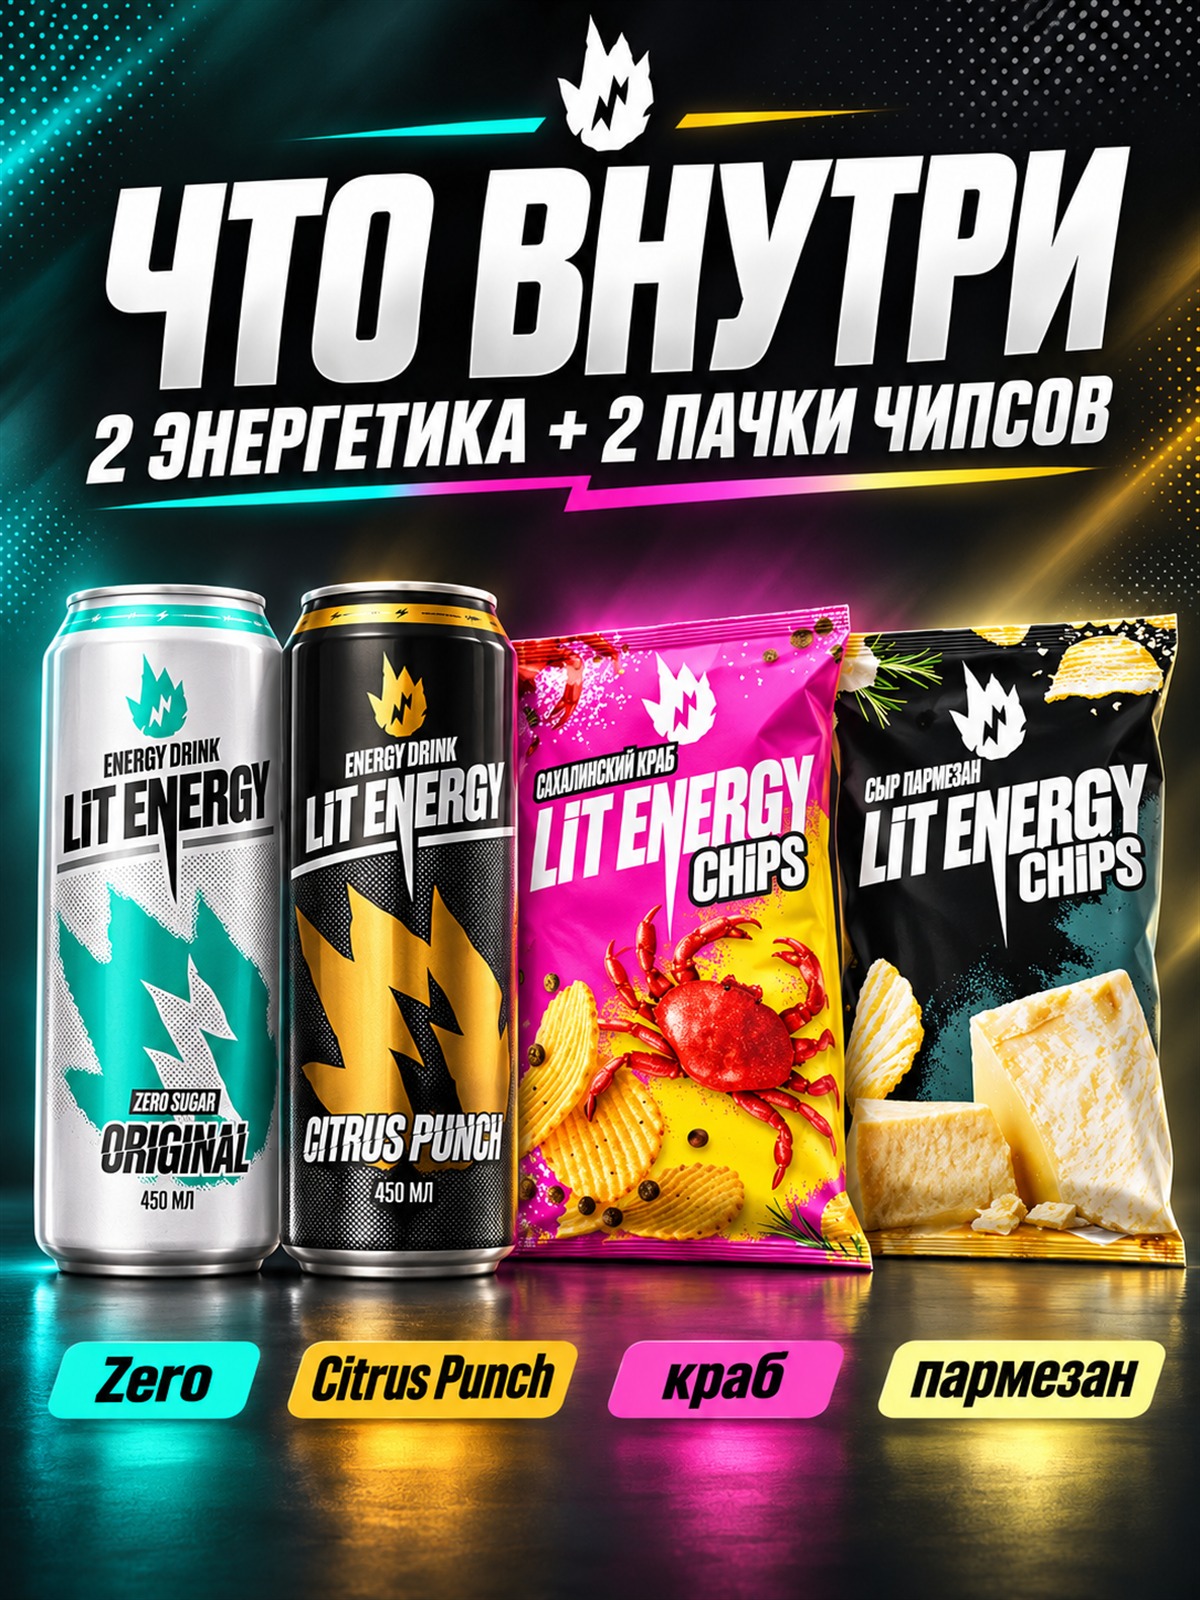 ЧТО ВНУТРИ
2 ЭНЕРГЕТИКА + 2 ПАЧКИ ЧИПСОВ
ENERGY DRINK
LiT ENERGY
ZERO SUGAR
ORIGINAL
450 МЛ
ENERGY DRINK
LiT ENERGY
CITRUS PUNCH
450 МЛ
САХАЛИНСКИЙ КРАБ
LiT ENERGY
CHiPS
СЫР ПАРМЕЗАН
LiT ENERGY
CHiPS
Zero
Citrus Punch
краб
пармезан